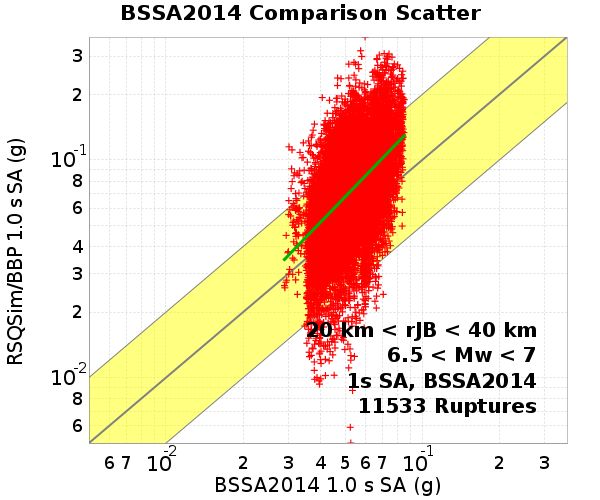 BSSA2014 Comparison Scatter
RSQSim/BBP 1.0 s SA (g)
3
2
10-1
8
6
4
3
2
10-2
8
6
20 km < rJB < 40 km
6.5 < Mw < 7
1s SA, BSSA2014
11533 Ruptures
6 7 10-2 2 3 4 5 6 7 10-1 2 3
BSSA2014 1.0 s SA (g)